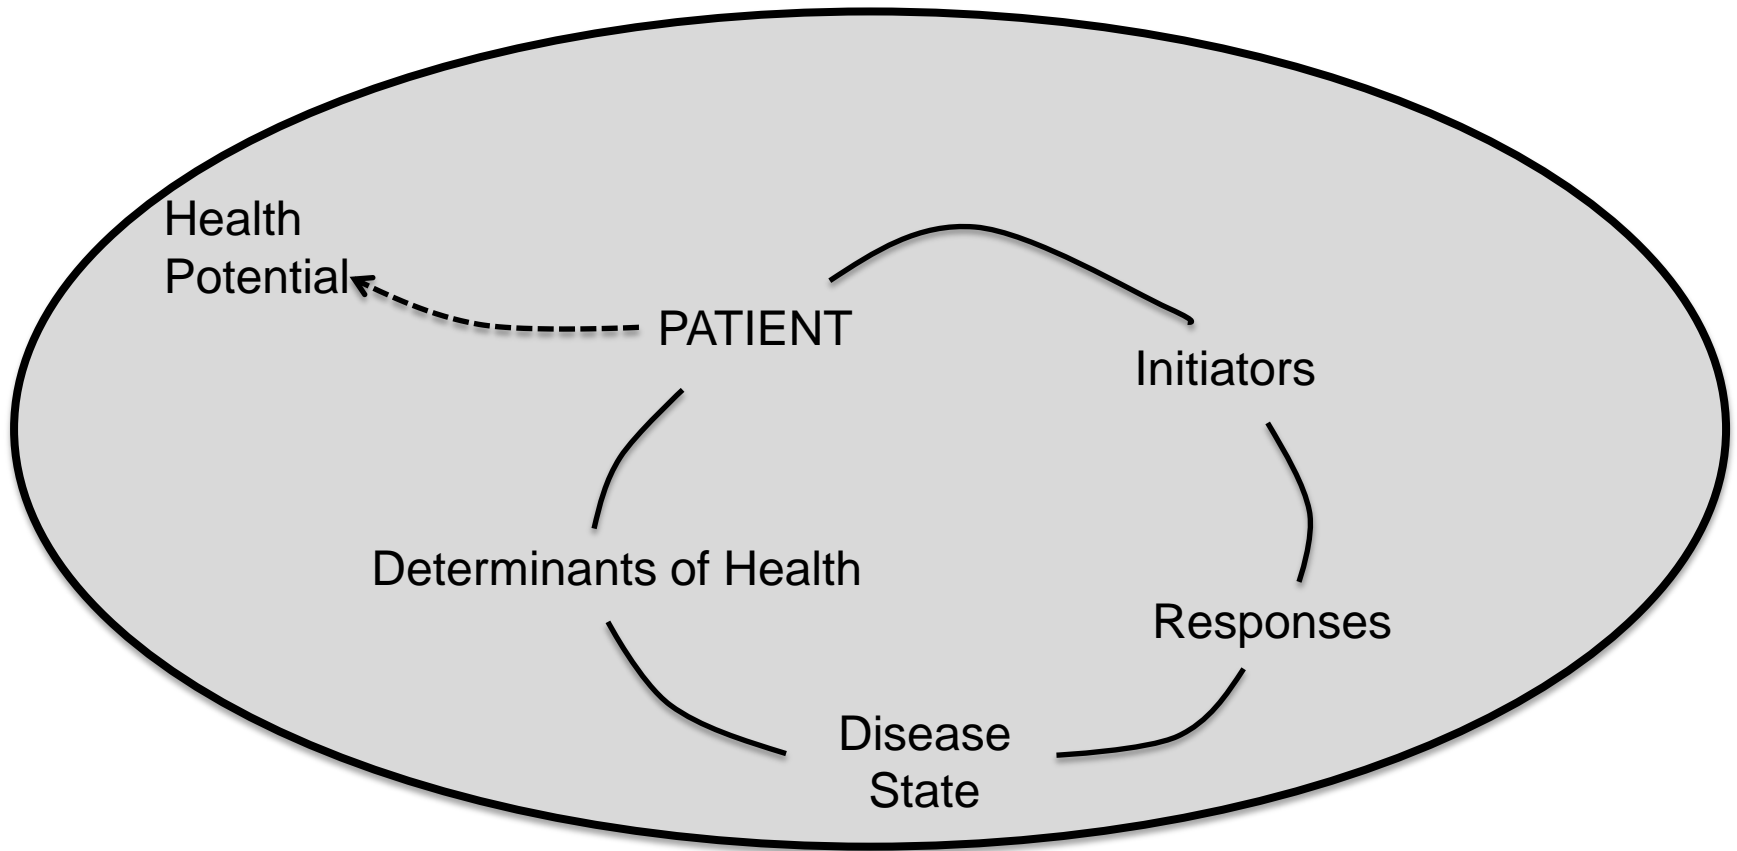 Health
Potential
PATIENT
Initiators
Determinants of Health
Responses
Disease
State